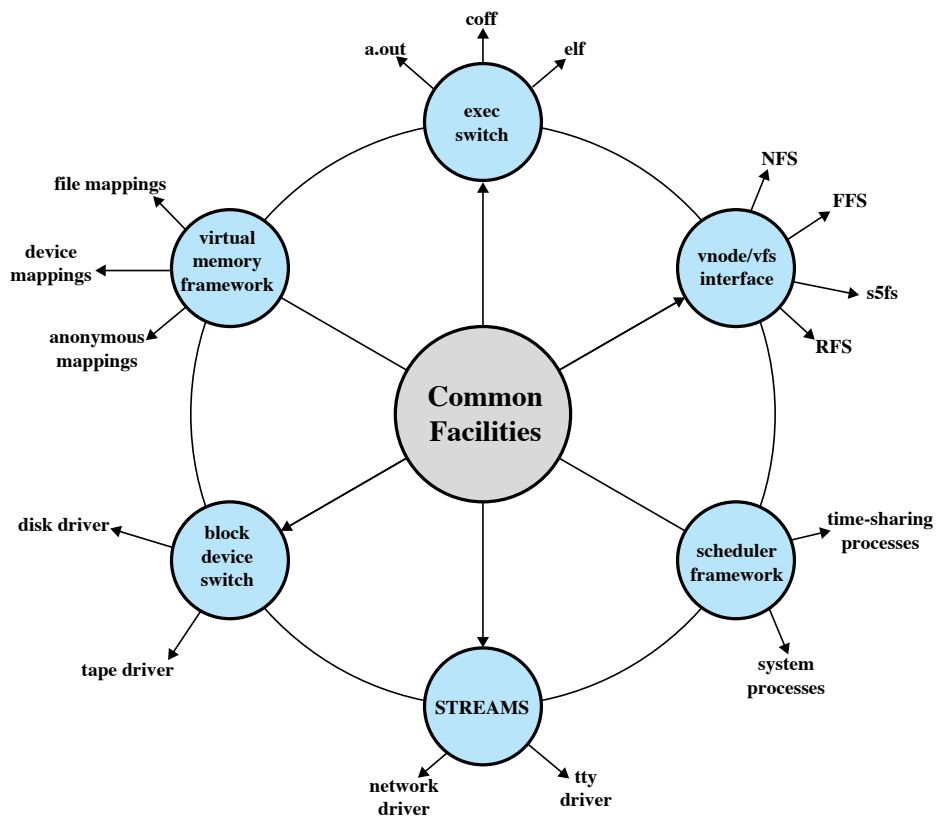 coff
a.out
elf
exec
switch
NFS
FFS
s5fs
RFS
vnode/vfs
interface
file mappings
device
mappings
anonymous
mappings
virtual
memory
framework
Common
Facilities
disk driver
tape driver
block
device
switch
time-sharing
processes
scheduler
framework
system
processes
STREAMS
network
driver
tty
driver